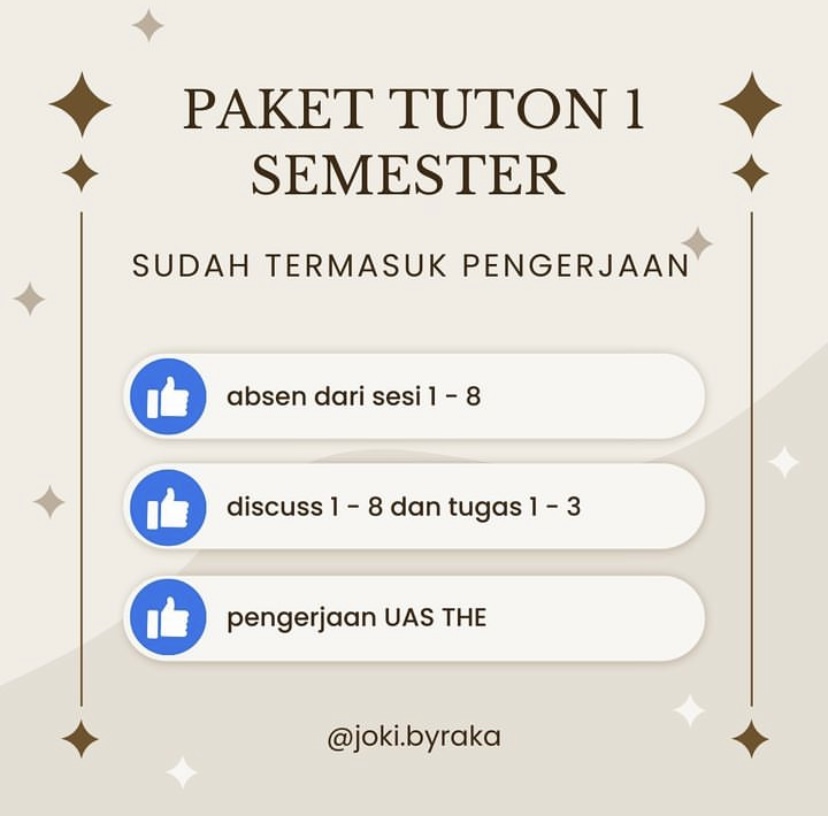 PAKET TUTON 1
SEMESTER
SUDAH TERMASUK PENGERJAAN
absen dari sesi 1 - 8
discuss 1 - 8 dan tugas 1 - 3
pengerjaan UAS THE
@joki.byraka